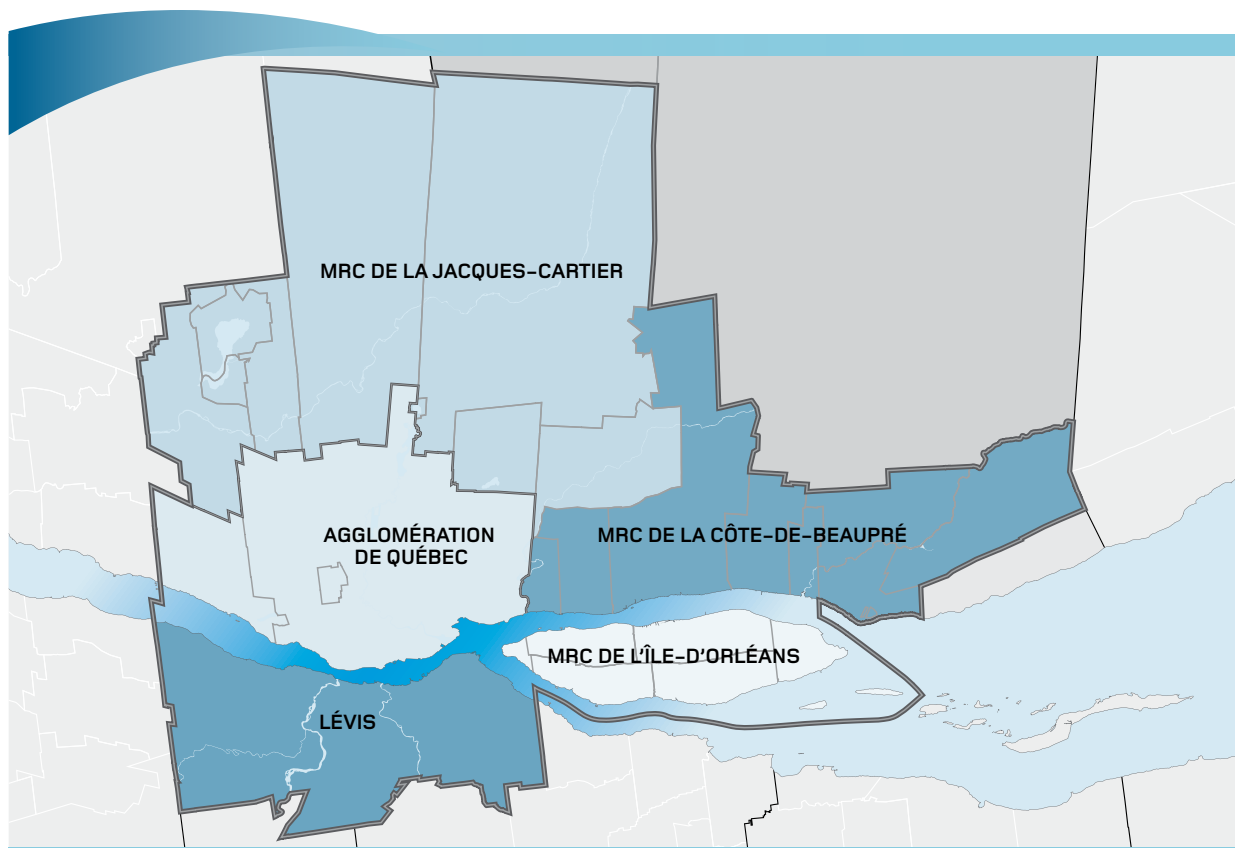 MRC DE LA JACQUES-CARTIER
AGGLOMÉRATION
DE QUÉBEC
MRC DE LA CÔTE-DE-BEAUPRÉ
MRC DE L'ÎLE-D'ORLÉANS
LÉVIS